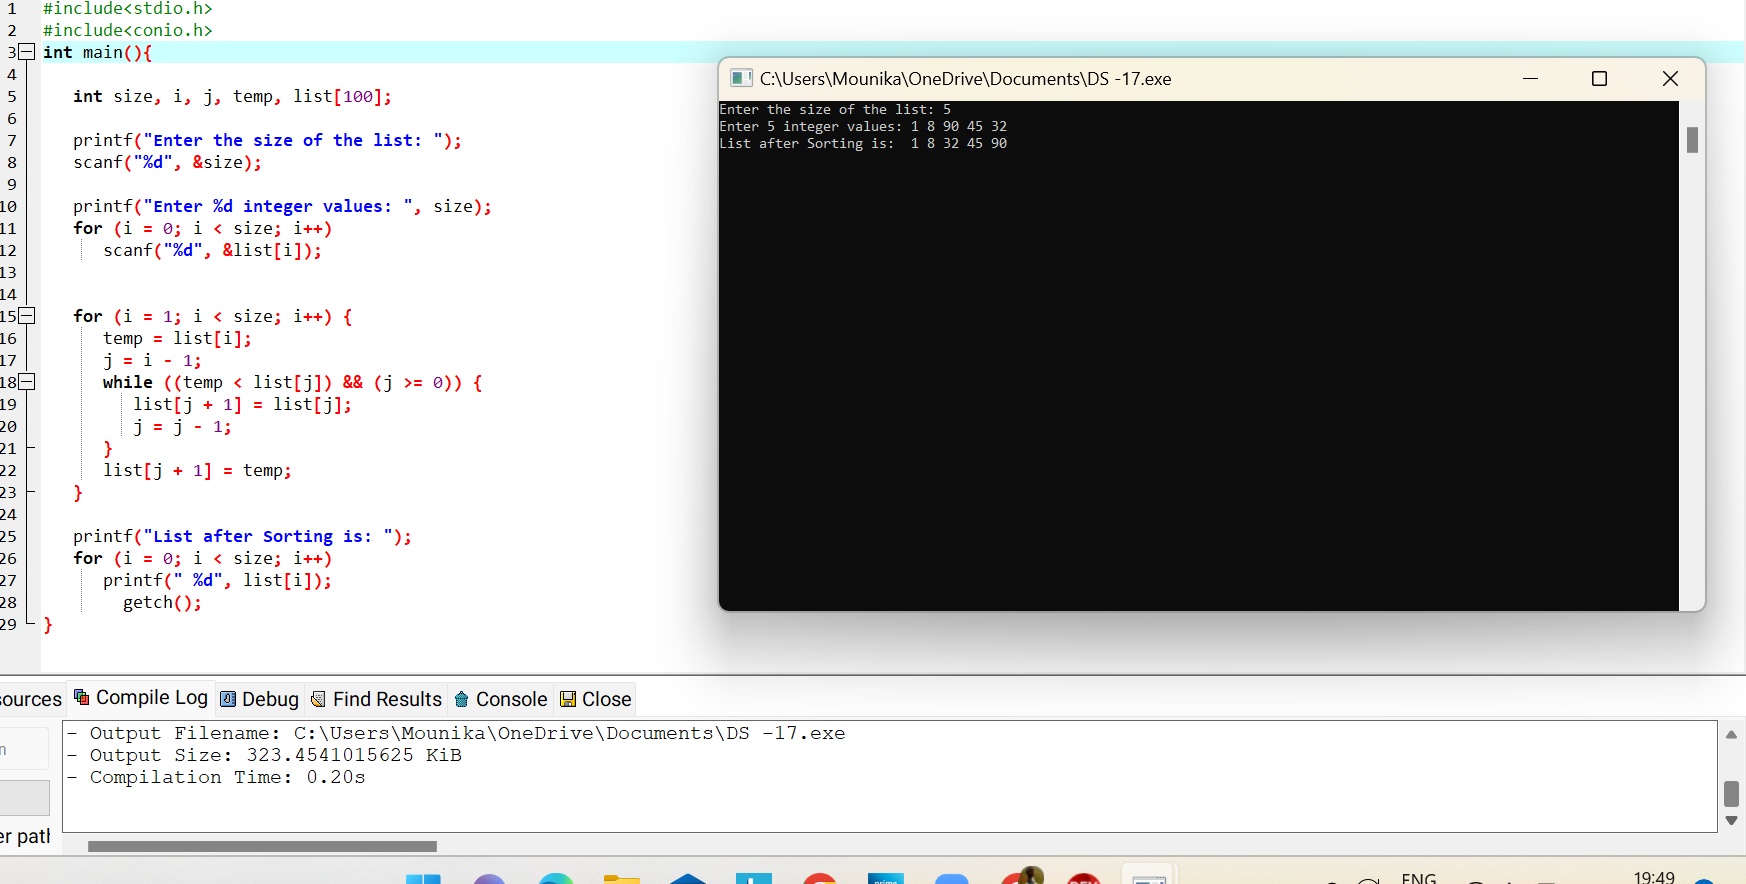 1 #include<stdio.h>
2 #include<conio.h>
3 int main(){
4
5 int size, i, j, temp, list[100];
6
7 printf("Enter the size of the list: ");
8 scanf("%d", &size);
9
10 printf("Enter %d integer values: ", size);
11 for (i = 0; i < size; i++)
12 scanf("%d", &list[i]);
13
14
15 for (i = 1; i < size; i++) {
16 temp = list[i];
17 j = i - 1;
18 while ((temp < list[j]) && (j >= 0)) {
19 list[j + 1] = list[j];
20 j = j - 1;
21 }
22 list[j + 1] = temp;
23 }
24
25 printf("List after Sorting is: ");
26 for (i = 0; i < size; i++)
27 printf(" %d", list[i]);
28 getch();
29 }
C:\Users\Mounika\OneDrive\Documents\DS -17.exe
Enter the size of the list: 5
Enter 5 integer values: 1 8 90 45 32
List after Sorting is:  1 8 32 45 90
sources Compile Log Debug Find Results Console Close
- Output Filename: C:\Users\Mounika\OneDrive\Documents\DS -17.exe
- Output Size: 323.4541015625 KiB
- Compilation Time: 0.20s
er path
prime
ENG
19:49